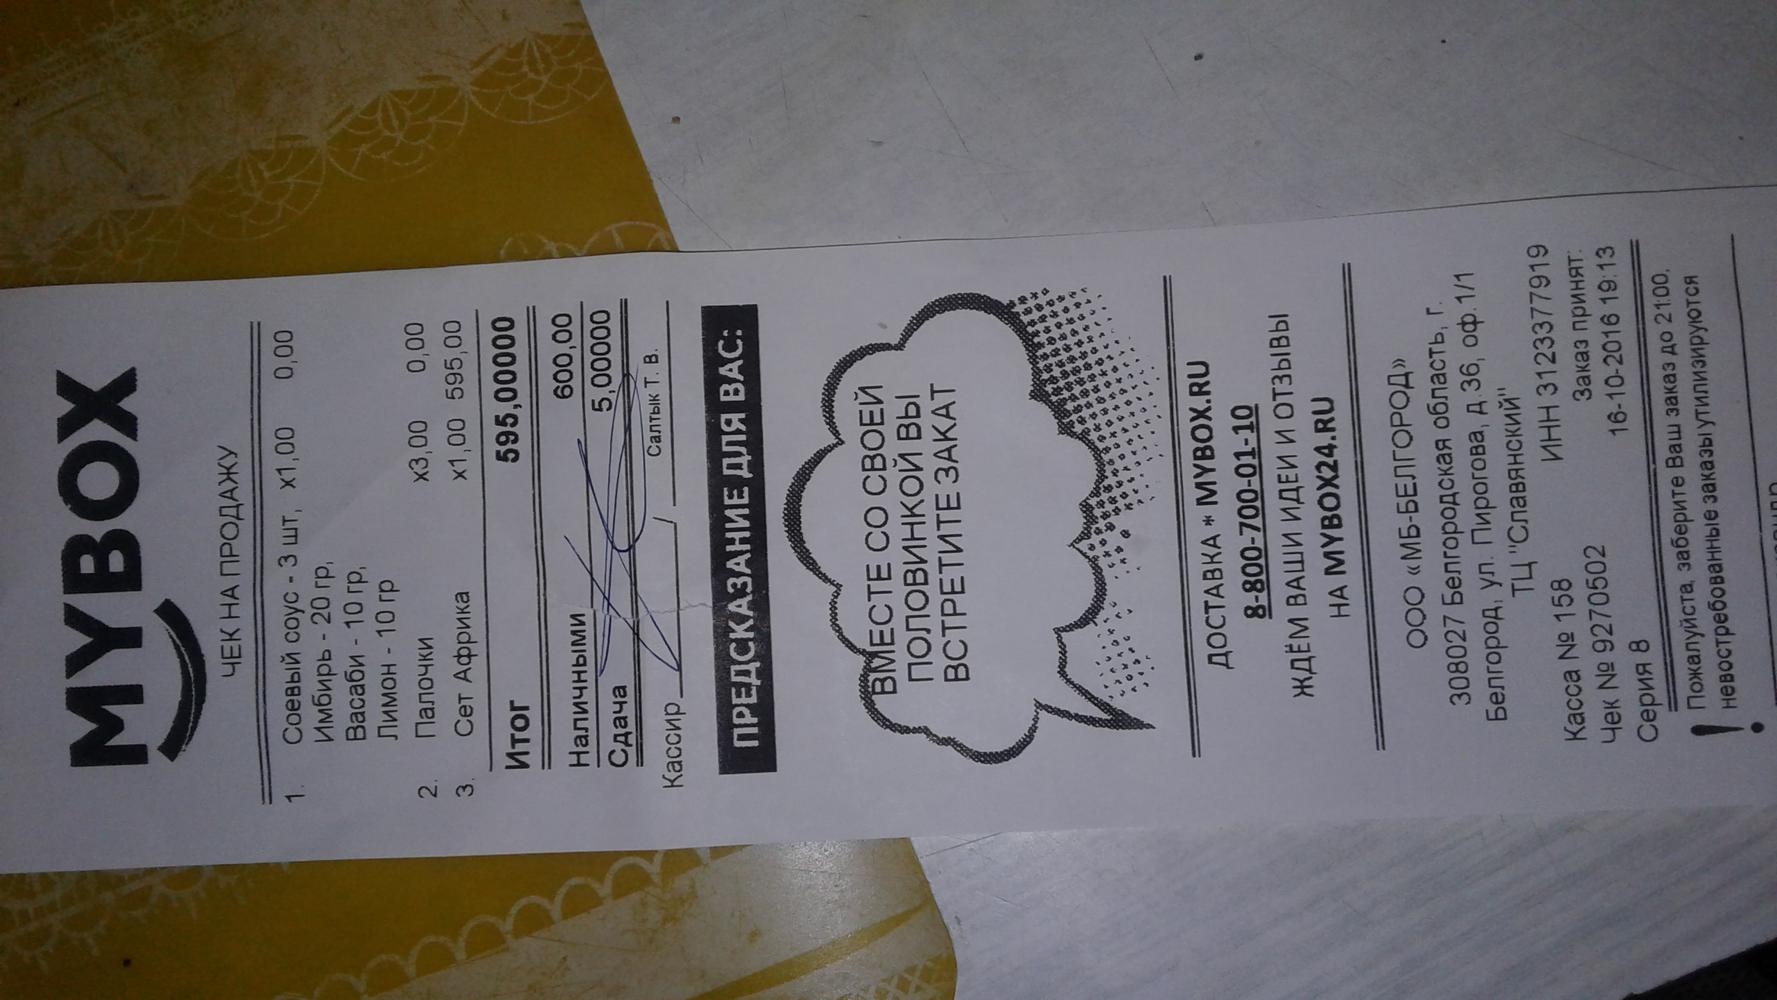 MYBOX
ЧЕК НА ПРОДАЖУ
1. Соевый соус - 3 шт, x1,00 0,00
Имбирь - 20 гр,
Васаби - 10 гр,
Лимон - 10 гр
2. Палочки x3,00 0,00
3. Сет Африка x1,00 595,00
Итог 595,00000
Наличными 600,00
Сдача 5,00000
Кассир / Салтык Т. В.
ПРЕДСКАЗАНИЕ ДЛЯ ВАС:
ВМЕСТЕ СО СВОЕЙ
ПОЛОВИНКОЙ ВЫ
ВСТРЕТИТЕ ЗАКАТ
ДОСТАВКА * MYBOX.RU
8-800-700-01-10
ЖДЁМ ВАШИ ИДЕИ И ОТЗЫВЫ
НА MYBOX24.RU
ООО «МБ-БЕЛГОРОД»
308027 Белгородская область, г.
Белгород, ул. Пирогова, д.36, оф.1/1
ТЦ "Славянский"
Касса № 158 ИНН 3123377919
Чек № 92770502 Заказ принят:
Серия 8 16-10-2016 19:13
Пожалуйста, заберите Ваш заказ до 21:00,
! невостребованные заказы утилизируются